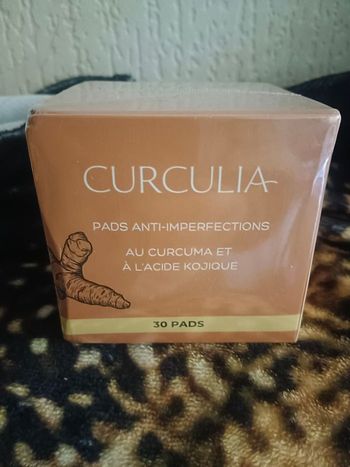 CURCULIA
PADS ANTI-IMPERFECTIONS
AU CURCUMA ET
À L'ACIDE KOJIQUE
30 PADS